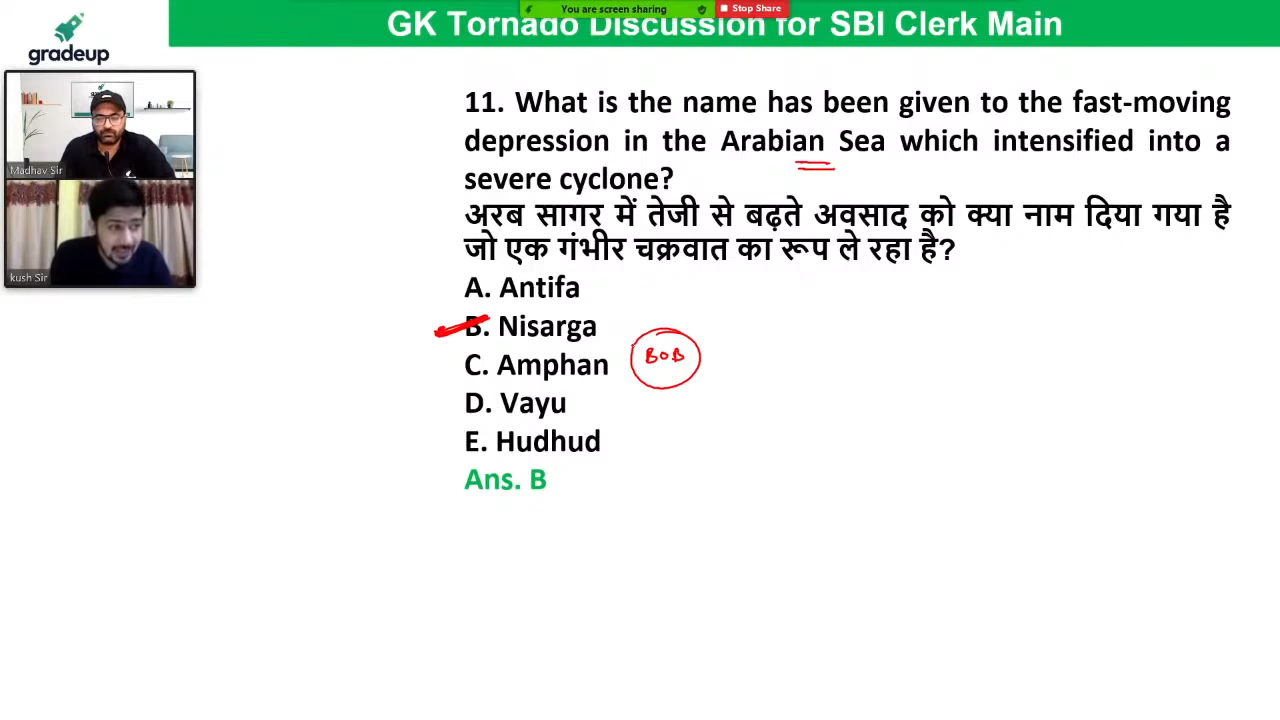 You are screen sharing
Stop Share
GK Tornado Discussion for SBI Clerk Main
gradeup
Madhav Sir
kush Sir
11. What is the name has been given to the fast-moving
depression in the Arabian Sea which intensified into a
severe cyclone?
अरब सागर में तेजी से बढ़ते अवसाद को क्या नाम दिया गया है
जो एक गंभीर चक्रवात का रूप ले रहा है?
A. Antifa
B. Nisarga
C. Amphan
BOB
D. Vayu
E. Hudhud
Ans. B